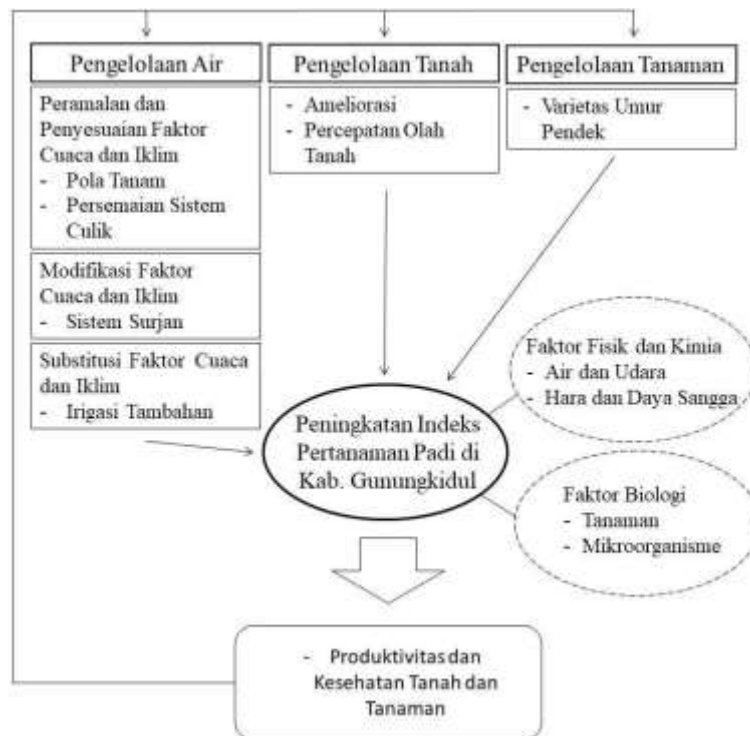 Pengelolaan Air
Peramalan dan
Penyesuaian Faktor
Cuaca dan Iklim
- Pola Tanam
- Persemaian Sistem
Culik
Modifikasi Faktor
Cuaca dan Iklim
- Sistem Surjan
Substitusi Faktor Cuaca
dan Iklim
- Irigasi Tambahan
Pengelolaan Tanah
- Ameliorasi
- Percepatan Olah
Tanah
Pengelolaan Tanaman
- Varietas Umur
Pendek
Peningkatan Indeks
Pertanaman Padi di
Kab. Gunungkidul
Faktor Fisik dan Kimia
- Air dan Udara
- Hara dan Daya Sangga
Faktor Biologi
- Tanaman
- Mikroorganisme
- Produktivitas dan
Kesehatan Tanah dan
Tanaman